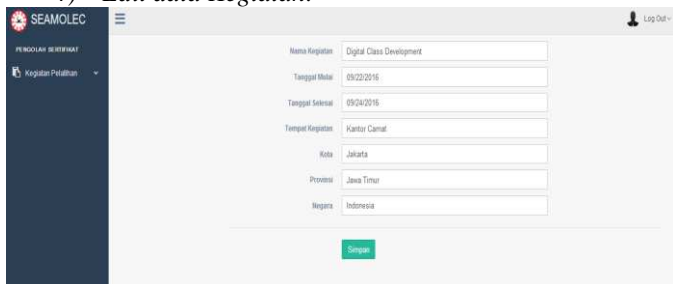 Edit data Kegiatan.
SEAMOLEC
Log Out
PENGOLAH SERTIFIKAT
Kegiatan Pelatihan
Nama Kegiatan Digital Class Development
Tanggal Mulai 09/22/2016
Tanggal Selesai 09/24/2016
Tempat Kegiatan Kantor Camat
Kota Jakarta
Provinsi Jawa Timur
Negara Indonesia
Simpan